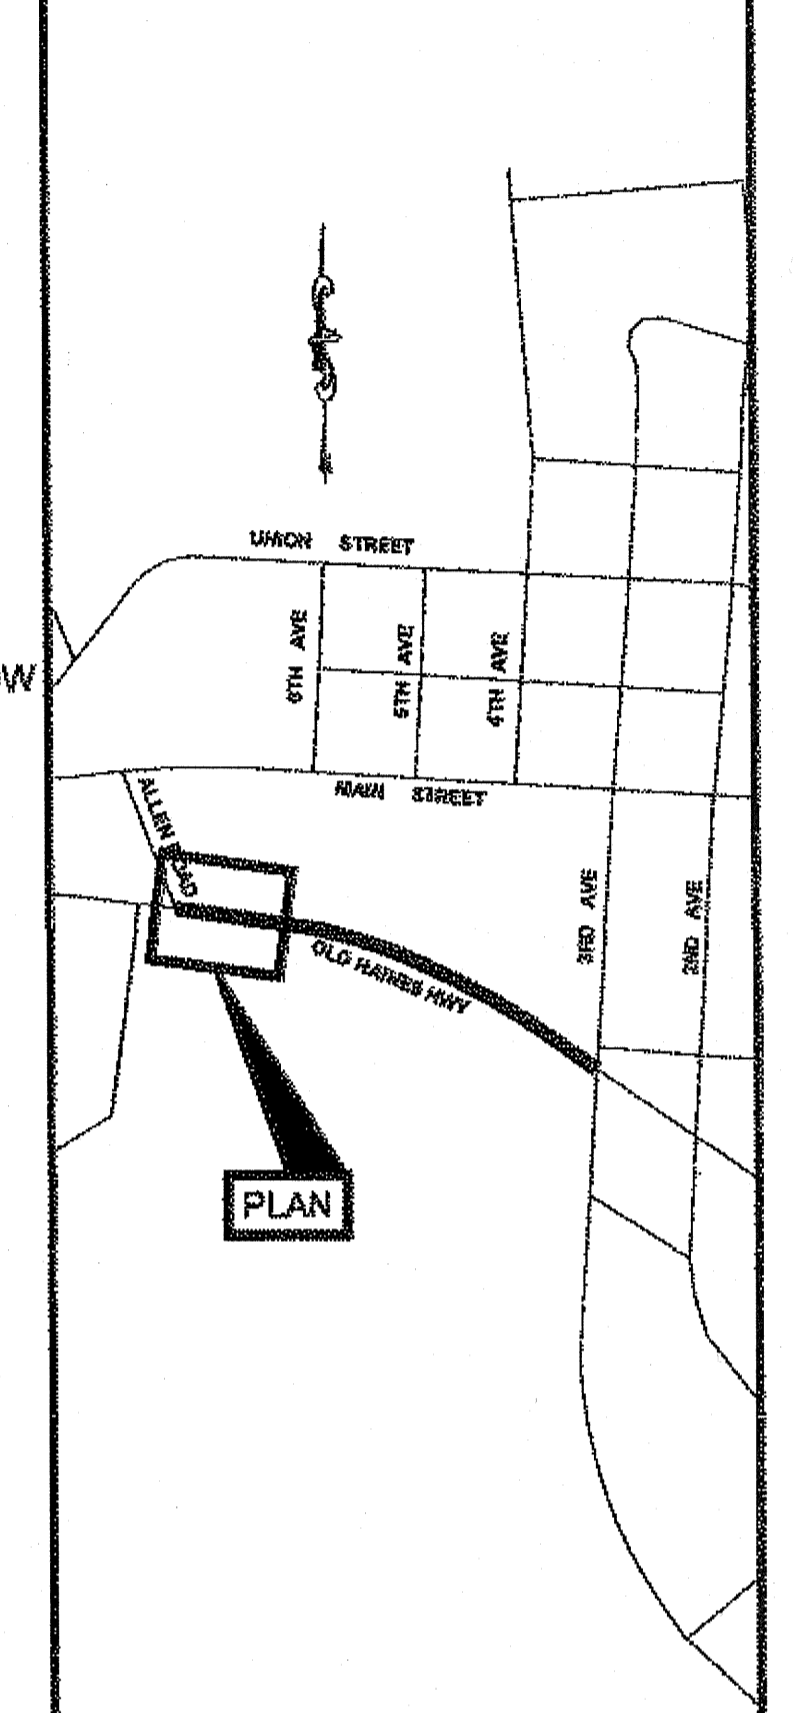 UNION STREET
6TH AVE
5TH AVE
4TH AVE
W
MAIN STREET
ALLEN ROAD
3RD AVE
2ND AVE
OLD HAINES HWY
PLAN